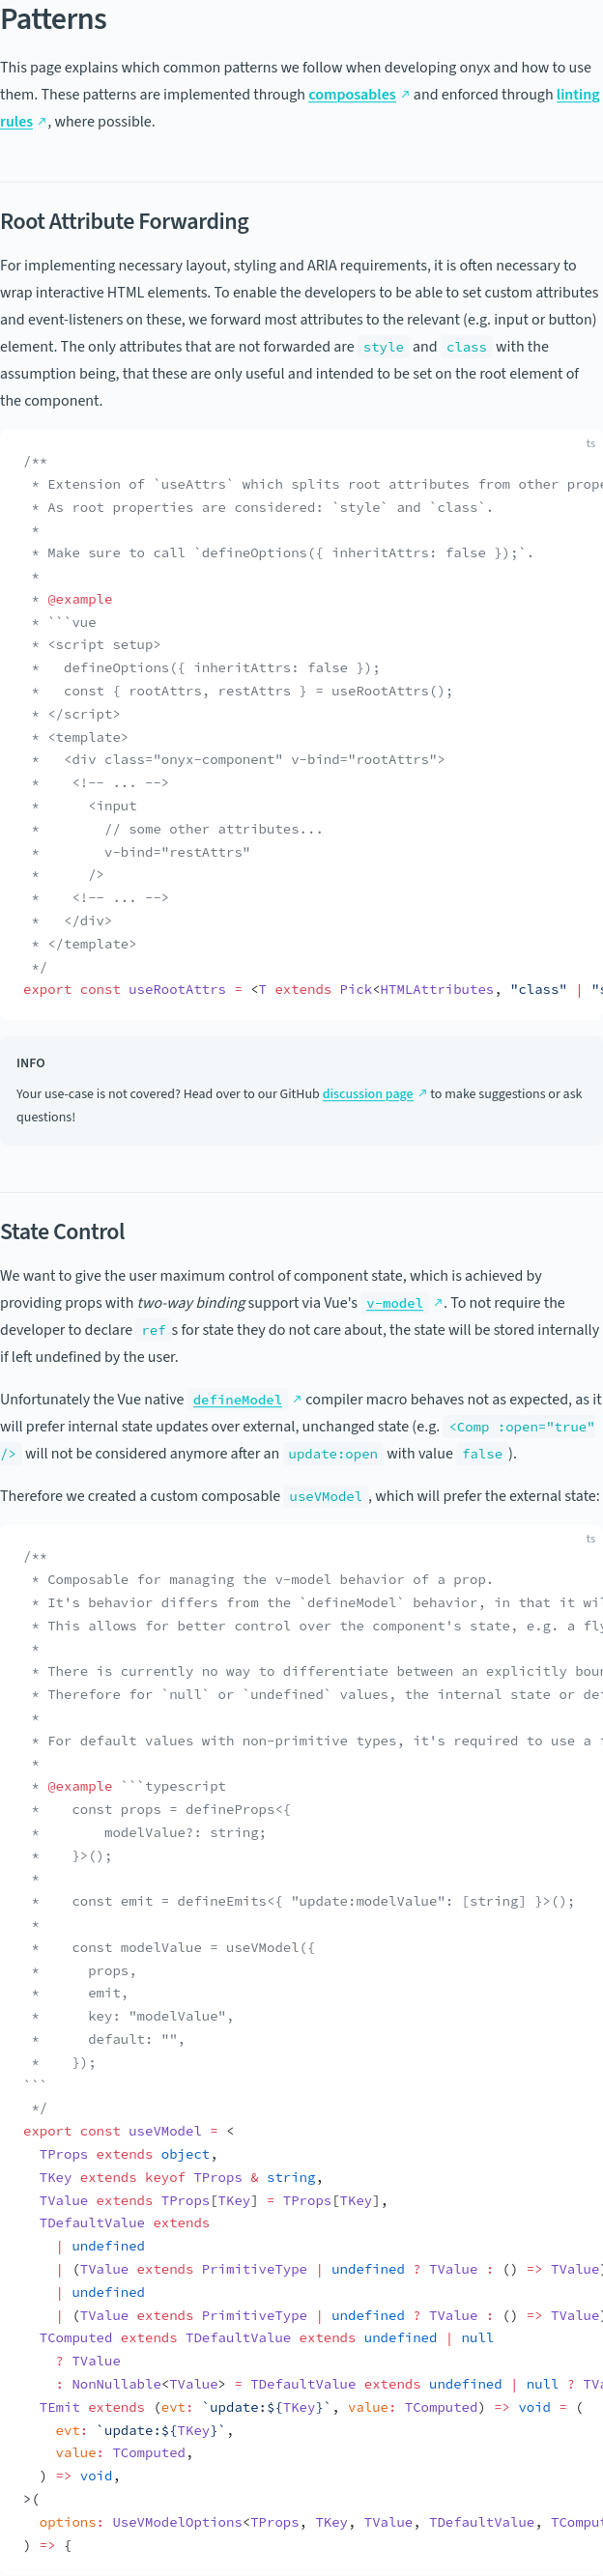 Patterns
This page explains which common patterns we follow when developing onyx and how to use
them. These patterns are implemented through composables ↗ and enforced through linting
rules ↗, where possible.
Root Attribute Forwarding
For implementing necessary layout, styling and ARIA requirements, it is often necessary to
wrap interactive HTML elements. To enable the developers to be able to set custom attributes
and event-listeners on these, we forward most attributes to the relevant (e.g. input or button)
element. The only attributes that are not forwarded are style and class with the
assumption being, that these are only useful and intended to be set on the root element of
the component.
ts
/**
 * Extension of `useAttrs` which splits root attributes from other prope
 * As root properties are considered: `style` and `class`.
 *
 * Make sure to call `defineOptions({ inheritAttrs: false });`.
 *
 * @example
 * ```vue
 * <script setup>
 *   defineOptions({ inheritAttrs: false });
 *   const { rootAttrs, restAttrs } = useRootAttrs();
 * </script>
 * <template>
 *   <div class="onyx-component" v-bind="rootAttrs">
 *    <!-- ... -->
 *      <input
 *        // some other attributes...
 *        v-bind="restAttrs"
 *      />
 *    <!-- ... -->
 *   </div>
 * </template>
 */
export const useRootAttrs = <T extends Pick<HTMLAttributes, "class" | "s
INFO
Your use-case is not covered? Head over to our GitHub discussion page ↗ to make suggestions or ask
questions!
State Control
We want to give the user maximum control of component state, which is achieved by
providing props with two-way binding support via Vue's v-model ↗. To not require the
developer to declare ref s for state they do not care about, the state will be stored internally
if left undefined by the user.
Unfortunately the Vue native defineModel ↗ compiler macro behaves not as expected, as it
will prefer internal state updates over external, unchanged state (e.g. <Comp :open="true"
/> will not be considered anymore after an update:open with value false ).
Therefore we created a custom composable useVModel , which will prefer the external state:
ts
/**
 * Composable for managing the v-model behavior of a prop.
 * It's behavior differs from the `defineModel` behavior, in that it wil
 * This allows for better control over the component's state, e.g. a fly
 *
 * There is currently no way to differentiate between an explicitly boun
 * Therefore for `null` or `undefined` values, the internal state or de
 *
 * For default values with non-primitive types, it's required to use a
 *
 * @example ```typescript
 *    const props = defineProps<{
 *        modelValue?: string;
 *    }>();
 *
 *    const emit = defineEmits<{ "update:modelValue": [string] }>();
 *
 *    const modelValue = useVModel({
 *      props,
 *      emit,
 *      key: "modelValue",
 *      default: "",
 *    });
```
 */
export const useVModel = <
  TProps extends object,
  TKey extends keyof TProps & string,
  TValue extends TProps[TKey] = TProps[TKey],
  TDefaultValue extends
    | undefined
    | (TValue extends PrimitiveType | undefined ? TValue : () => TValue)
    | undefined
    | (TValue extends PrimitiveType | undefined ? TValue : () => TValue)
  TComputed extends TDefaultValue extends undefined | null
    ? TValue
    : NonNullable<TValue> = TDefaultValue extends undefined | null ? TVa
  TEmit extends (evt: `update:${TKey}`, value: TComputed) => void = (
    evt: `update:${TKey}`,
    value: TComputed,
  ) => void,
>(
  options: UseVModelOptions<TProps, TKey, TValue, TDefaultValue, TComput
) => {